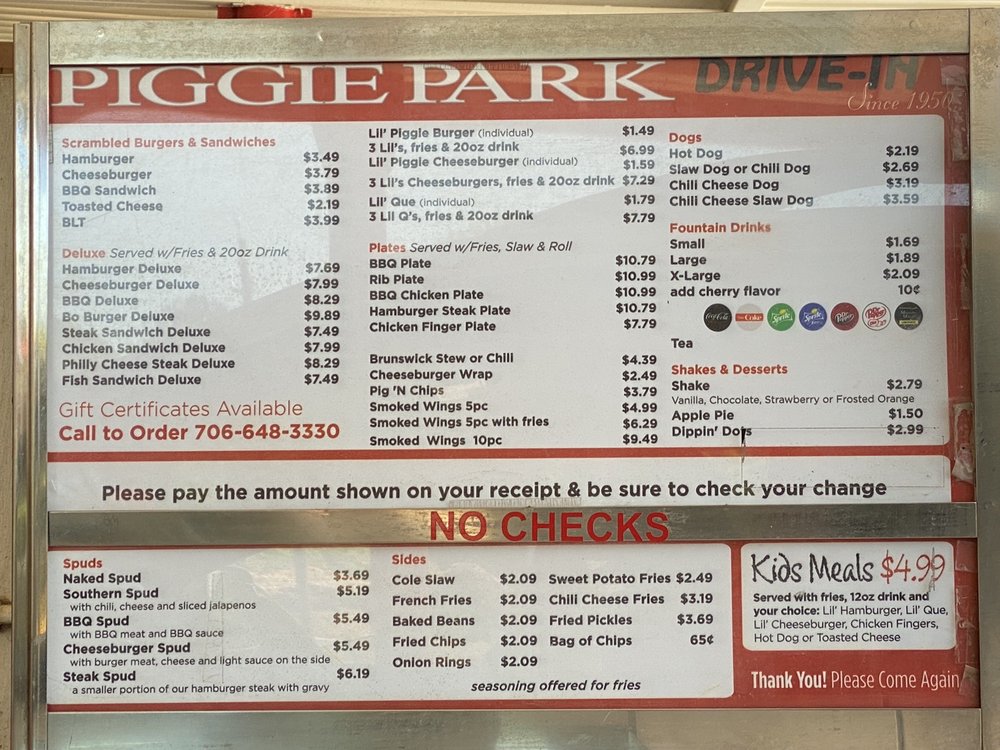 PIGGIE PARK DRIVE-IN
Since 1950
Scrambled Burgers & Sandwiches
Hamburger $3.49
Cheeseburger $3.79
BBQ Sandwich $3.89
Toasted Cheese $2.19
BLT $3.99
Deluxe Served w/Fries & 20oz Drink
Hamburger Deluxe $7.69
Cheeseburger Deluxe $7.99
BBQ Deluxe $8.29
Bo Burger Deluxe $9.89
Steak Sandwich Deluxe $7.49
Chicken Sandwich Deluxe $7.99
Philly Cheese Steak Deluxe $8.29
Fish Sandwich Deluxe $7.49
Gift Certificates Available
Call to Order 706-648-3330
Lil' Piggie Burger (individual) $1.49
3 Lil's, fries & 20oz drink $6.99
Lil' Piggie Cheeseburger (individual) $1.59
3 Lil's Cheeseburgers, fries & 20oz drink $7.29
Lil' Que (individual) $1.79
3 Lil Q's, fries & 20oz drink $7.79
Plates Served w/Fries, Slaw & Roll
BBQ Plate $10.79
Rib Plate $10.99
BBQ Chicken Plate $10.99
Hamburger Steak Plate $10.79
Chicken Finger Plate $7.79
Brunswick Stew or Chili $4.39
Cheeseburger Wrap $2.49
Pig 'N Chips $3.79
Smoked Wings 5pc $4.99
Smoked Wings 5pc with fries $6.29
Smoked Wings 10pc $9.49
Dogs
Hot Dog $2.19
Slaw Dog or Chili Dog $2.69
Chili Cheese Dog $3.19
Chili Cheese Slaw Dog $3.59
Fountain Drinks
Small $1.69
Large $1.89
X-Large $2.09
add cherry flavor 10¢
Coca-Cola Coke Sprite Sprite Dr Pepper Dr Pepper
Tea
Shakes & Desserts
Shake $2.79
Vanilla, Chocolate, Strawberry or Frosted Orange
Apple Pie $1.50
Dippin' Dots $2.99
Please pay the amount shown on your receipt & be sure to check your change
NO CHECKS
Spuds
Naked Spud $3.69
Southern Spud $5.19
with chili, cheese and sliced jalapenos
BBQ Spud $5.49
with BBQ meat and BBQ sauce
Cheeseburger Spud $5.49
with burger meat, cheese and light sauce on the side
Steak Spud $6.19
a smaller portion of our hamburger steak with gravy
Sides
Cole Slaw $2.09 Sweet Potato Fries $2.49
French Fries $2.09 Chili Cheese Fries $3.19
Baked Beans $2.09 Fried Pickles $3.69
Fried Chips $2.09 Bag of Chips 65¢
Onion Rings $2.09
seasoning offered for fries
Kids Meals $4.99
Served with fries, 12oz drink and
your choice: Lil' Hamburger, Lil' Que,
Lil' Cheeseburger, Chicken Fingers,
Hot Dog or Toasted Cheese
Thank You! Please Come Again